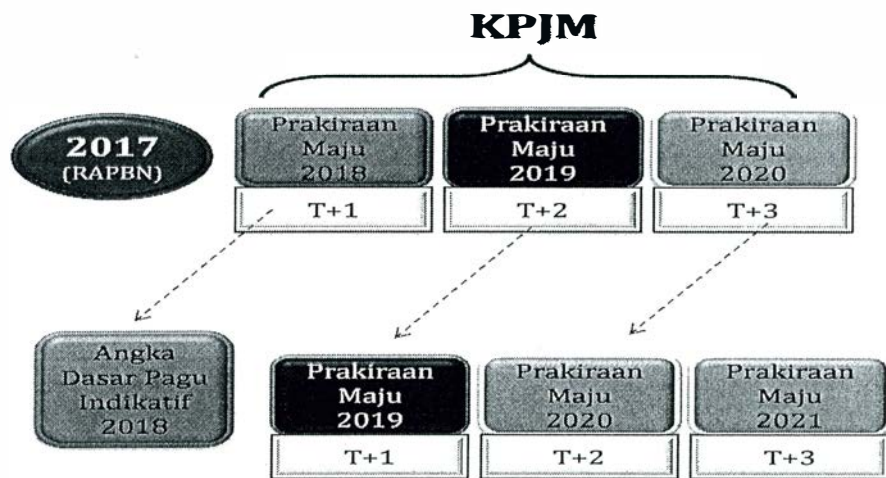 KPJM
2017
(RAPBN)
Prakiraan
Maju
2018
T+1
Prakiraan
Maju
2019
T+2
Prakiraan
Maju
2020
T+3
Angka
Dasar Pagu
Indikatif
2018
Prakiraan
Maju
2019
T+1
Prakiraan
Maju
2020
T+2
Prakiraan
Maju
2021
T+3